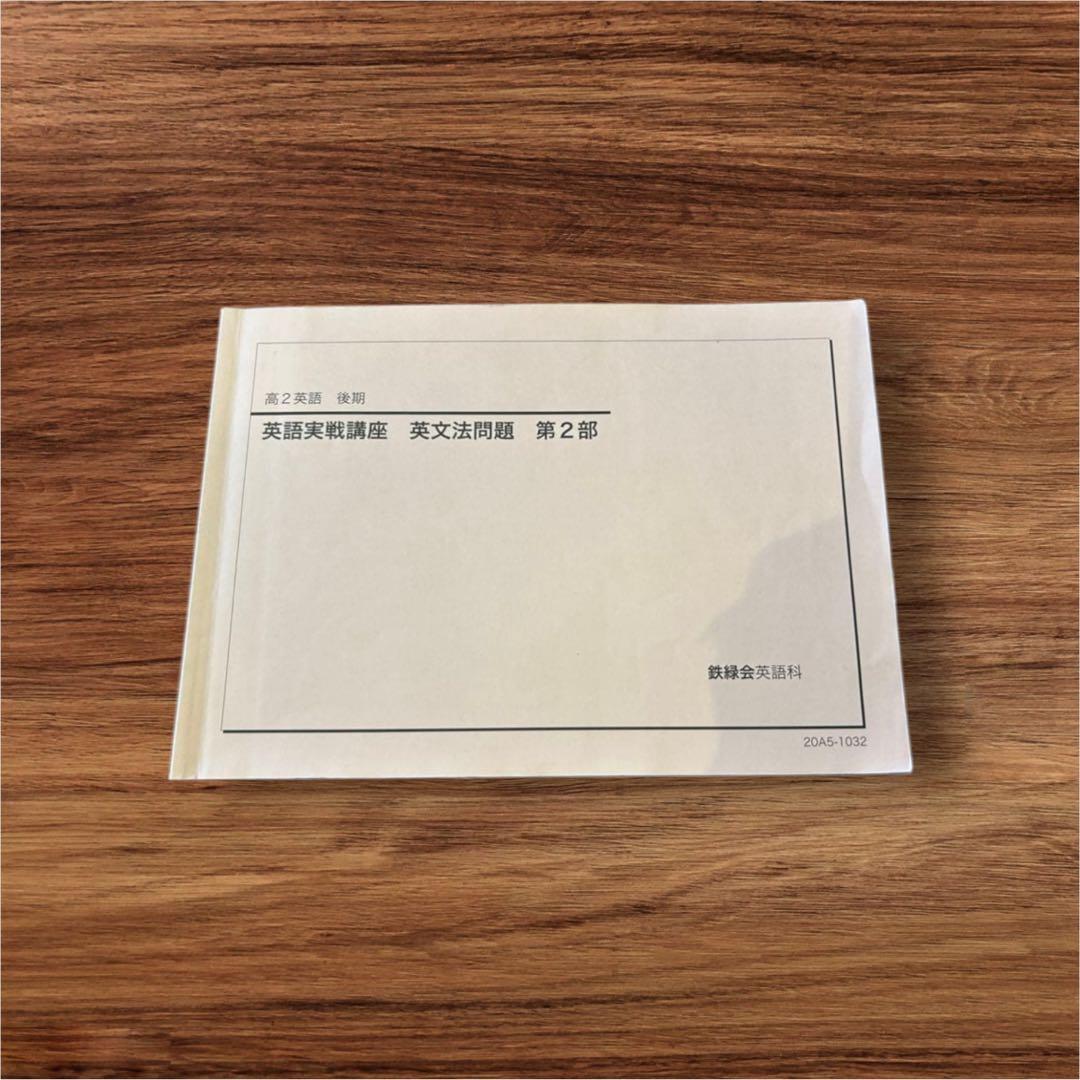 高２英語　後期
英語実戦講座　英文法問題　第２部
鉄緑会英語科
20A5-1032